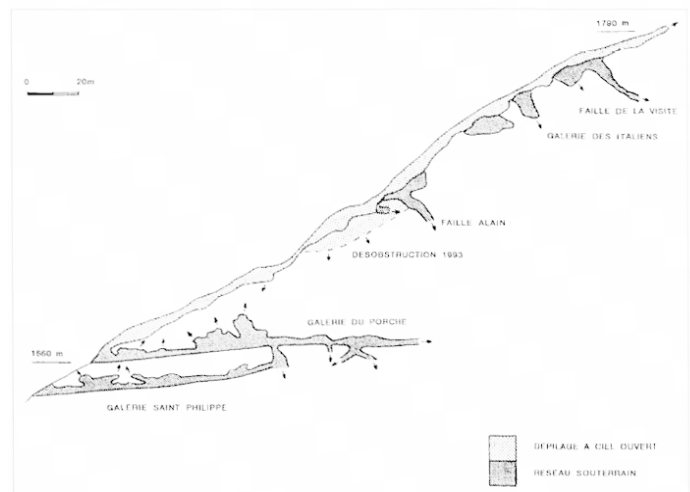 1790 m
0 20m
FAILLE DE LA VISITE
GALERIE DES ITALIENS
FAILLE ALAIN
DESOBSTRUCTION 1993
GALERIE DU PORCHE
1660 m
GALERIE SAINT PHILIPPE
DEPILAGE A CIEL OUVERT
RESEAU SOUTERRAIN